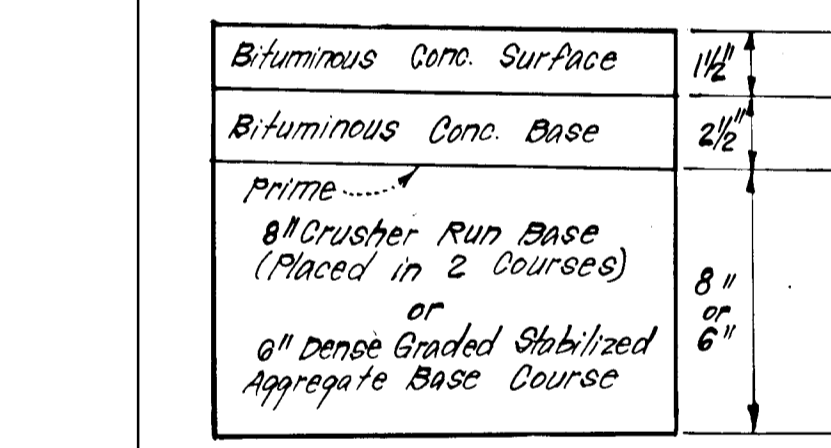 Bituminous Conc. Surface
1½"
Bituminous Conc. Base
2½"
Prime
8" Crusher Run Base
(Placed in 2 Courses)
or
6" Dense Graded Stabilized
Aggregate Base Course
8"
or
6"